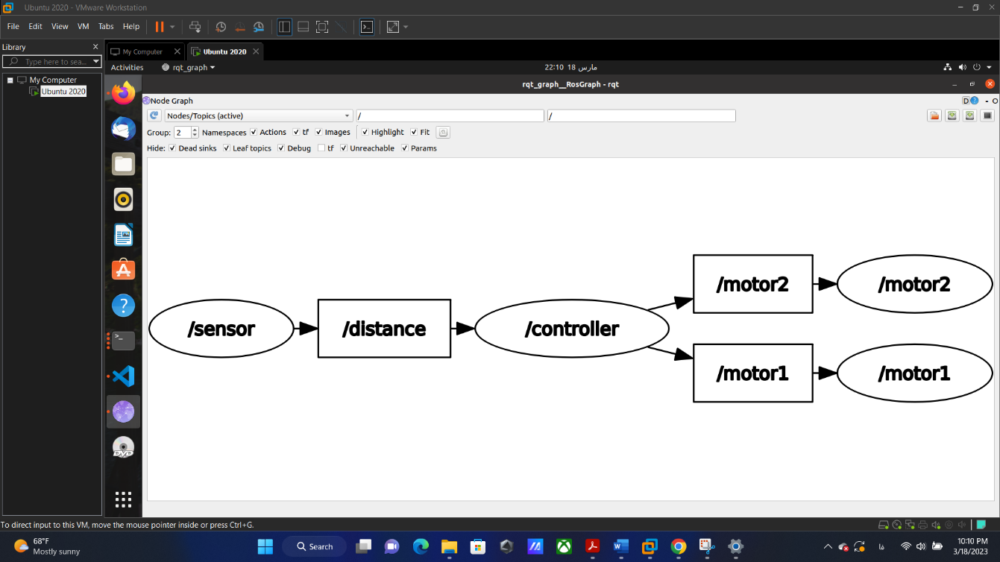 Ubuntu 2020 - VMware Workstation
File Edit View VM Tabs Help
Library
Type here to sea...
My Computer
Ubuntu 2020
My Computer
Ubuntu 2020
Activities
rqt_graph
22:10 18 مارس
rqt_graph__RosGraph - rqt
Node Graph
D
- O
Nodes/Topics (active)
/
/
Group: 2 Namespaces Actions tf Images Highlight Fit
Hide: Dead sinks Leaf topics Debug tf Unreachable Params
/sensor
/distance
/controller
/motor2
/motor2
/motor1
/motor1
DVD
To direct input to this VM, move the mouse pointer inside or press Ctrl+G.
68°F
Mostly sunny
Search
فا
10:10 PM
3/18/2023